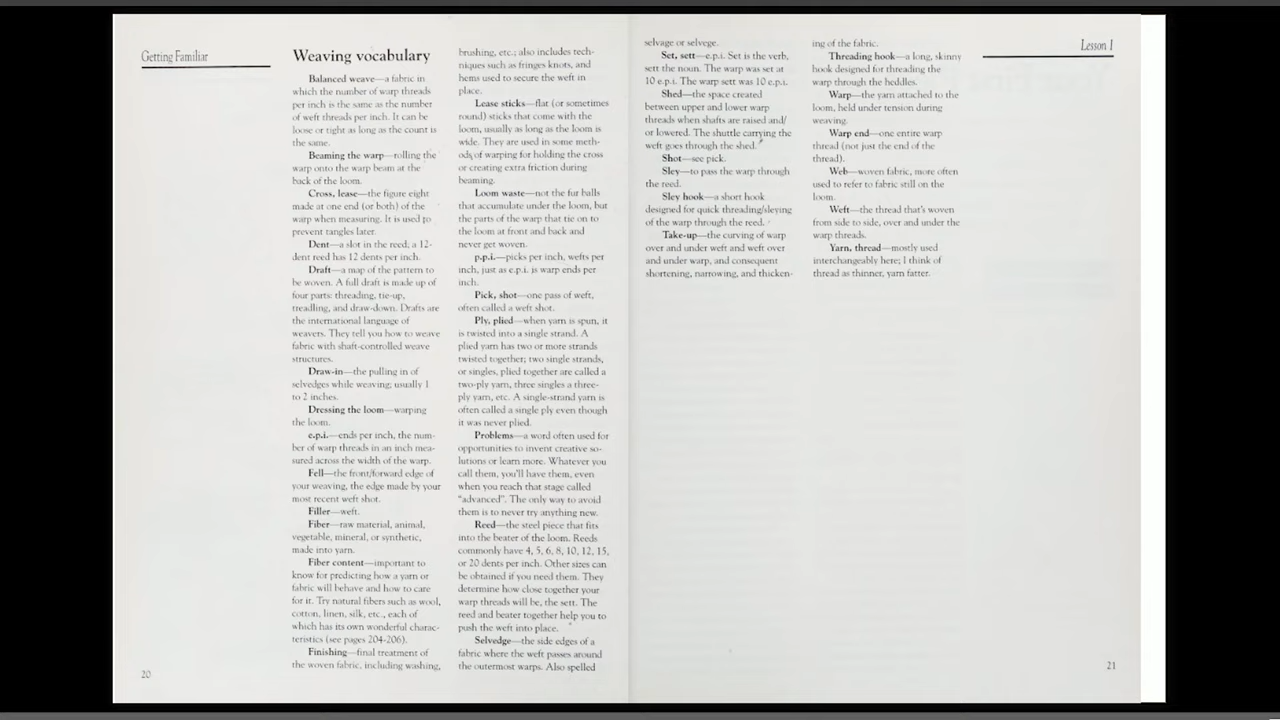 Getting Familiar
Weaving vocabulary
Balanced weave—a fabric in
which the number of warp threads
per inch is the same as the number
of weft threads per inch. It can be
loose or tight as long as the count is
the same.
Beaming the warp—rolling the
warp onto the warp beam at the
back of the loom.
Cross, lease—the figure eight
made at one end (or both) of the
warp when measuring. It is used to
prevent tangles later.
Dent—a slot in the reed; a 12-
dent reed has 12 dents per inch.
Draft—a map of the pattern to
be woven. A full draft is made up of
four parts: threading, tie-up,
treadling, and draw-down. Drafts are
the international language of
weavers. They tell you how to weave
fabric with shaft-controlled weave
structures.
Draw-in—the pulling in of
selvedges while weaving; usually 1
to 2 inches.
Dressing the loom—warping
the loom.
e.p.i.—ends per inch, the num-
ber of warp threads in an inch mea-
sured across the width of the warp.
Fell—the front/forward edge of
your weaving, the edge made by your
most recent weft shot.
Filler—weft.
Fiber—raw material, animal,
vegetable, mineral, or synthetic,
made into yarn.
Fiber content—important to
know for predicting how a yarn or
fabric will behave and how to care
for it. Try natural fibers such as wool,
cotton, linen, silk, etc., each of
which has its own wonderful charac-
teristics (see pages 204-206).
Finishing—final treatment of
the woven fabric, including washing,
20
brushing, etc.; also includes tech-
niques such as fringes knots, and
hems used to secure the weft in
place.
Lease sticks—flat (or sometimes
round) sticks that come with the
loom, usually as long as the loom is
wide. They are used in some meth-
ods of warping for holding the cross
or creating extra friction during
beaming.
Loom waste—not the fur balls
that accumulate under the loom, but
the parts of the warp that tie on to
the loom at front and back and
never get woven.
p.p.i.—picks per inch, wefts per
inch, just as e.p.i. is warp ends per
inch.
Pick, shot—one pass of weft,
often called a weft shot.
Ply, plied—when yarn is spun, it
is twisted into a single strand. A
plied yarn has two or more strands
twisted together; two single strands,
or singles, plied together are called a
two-ply yarn, three singles a three-
ply yarn, etc. A single-strand yarn is
often called a single ply even though
it was never plied.
Problems—a word often used for
opportunities to invent creative so-
lutions or learn more. Whatever you
call them, you'll have them, even
when you reach that stage called
"advanced". The only way to avoid
them is to never try anything new.
Reed—the steel piece that fits
into the beater of the loom. Reeds
commonly have 4, 5, 6, 8, 10, 12, 15,
or 20 dents per inch. Other sizes can
be obtained if you need them. They
determine how close together your
warp threads will be, the sett. The
reed and beater together help you to
push the weft into place.
Selvedge—the side edges of a
fabric where the weft passes around
the outermost warps. Also spelled
selvage or selvege.
Set, sett—e.p.i. Set is the verb,
sett the noun. The warp was set at
10 e.p.i. The warp sett was 10 e.p.i.
Shed—the space created
between upper and lower warp
threads when shafts are raised and/
or lowered. The shuttle carrying the
weft goes through the shed.
Shot—see pick.
Sley—to pass the warp through
the reed.
Sley hook—a short hook
designed for quick threading/sleying
of the warp through the reed.
Take-up—the curving of warp
over and under weft and weft over
and under warp, and consequent
shortening, narrowing, and thicken-
ing of the fabric.
Threading hook—a long, skinny
hook designed for threading the
warp through the heddles.
Warp—the yarn attached to the
loom, held under tension during
weaving.
Warp end—one entire warp
thread (not just the end of the
thread).
Web—woven fabric, more often
used to refer to fabric still on the
loom.
Weft—the thread that's woven
from side to side, over and under the
warp threads.
Yarn, thread—mostly used
interchangeably here; I think of
thread as thinner, yarn fatter.
Lesson 1
21